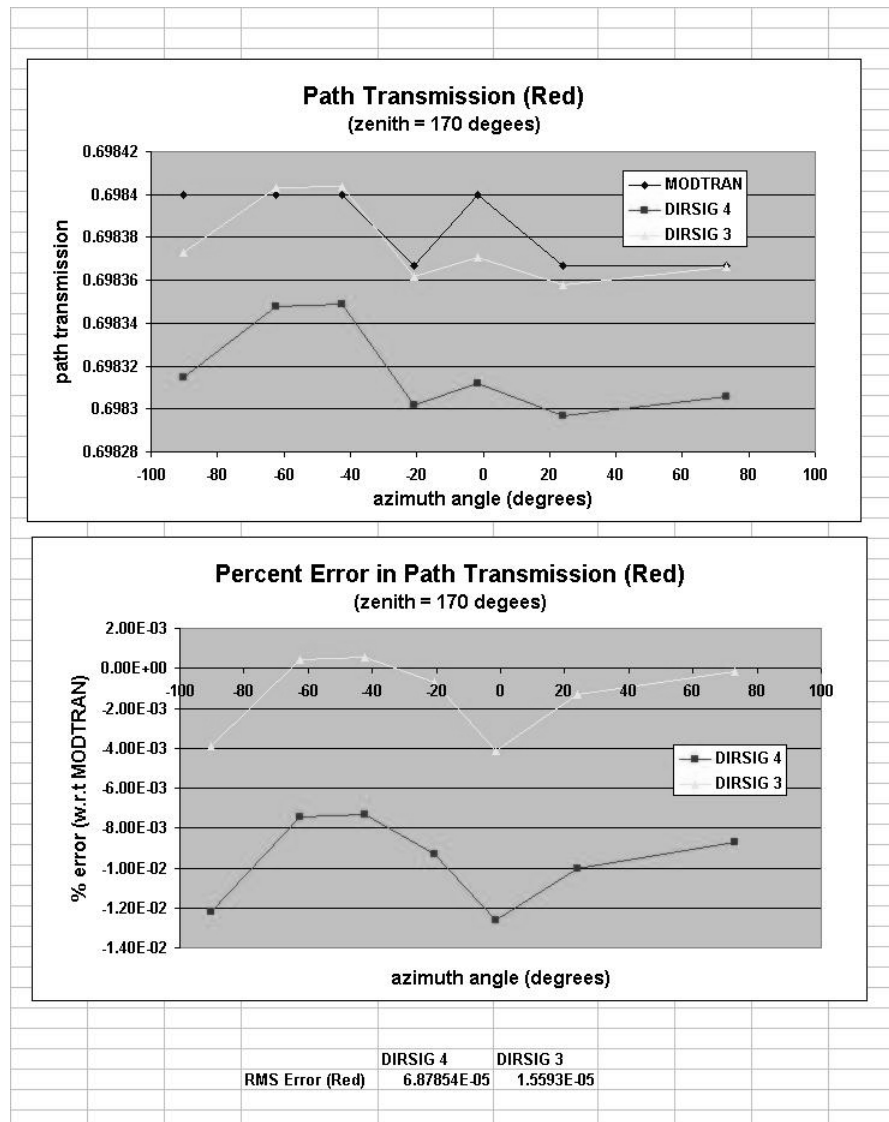 Path Transmission (Red)
(zenith = 170 degees)
0.69842
0.6984
0.69838
0.69836
0.69834
0.69832
0.6983
0.69828
path transmission
MODTRAN
DIRSIG 4
DIRSIG 3
-100 -80 -60 -40 -20 0 20 40 60 80 100
azimuth angle (degrees)
Percent Error in Path Transmission (Red)
(zenith = 170 degees)
2.00E-03
0.00E+00
-2.00E-03
-4.00E-03
-6.00E-03
-8.00E-03
-1.00E-02
-1.20E-02
-1.40E-02
% error (w.r.t MODTRAN)
-100 -80 -60 -40 -20 0 20 40 60 80 100
DIRSIG 4
DIRSIG 3
azimuth angle (degrees)
DIRSIG 4 DIRSIG 3
RMS Error (Red) 6.87854E-05 1.5593E-05